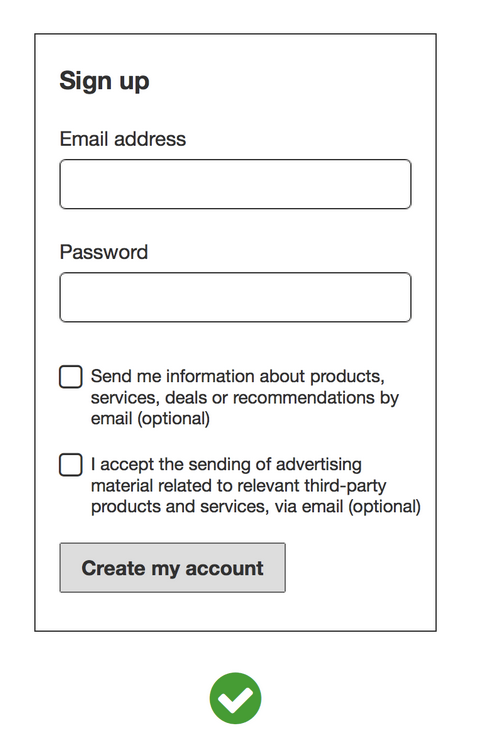 Sign up
Email address
Password
Send me information about products,
services, deals or recommendations by
email (optional)
I accept the sending of advertising
material related to relevant third-party
products and services, via email (optional)
Create my account